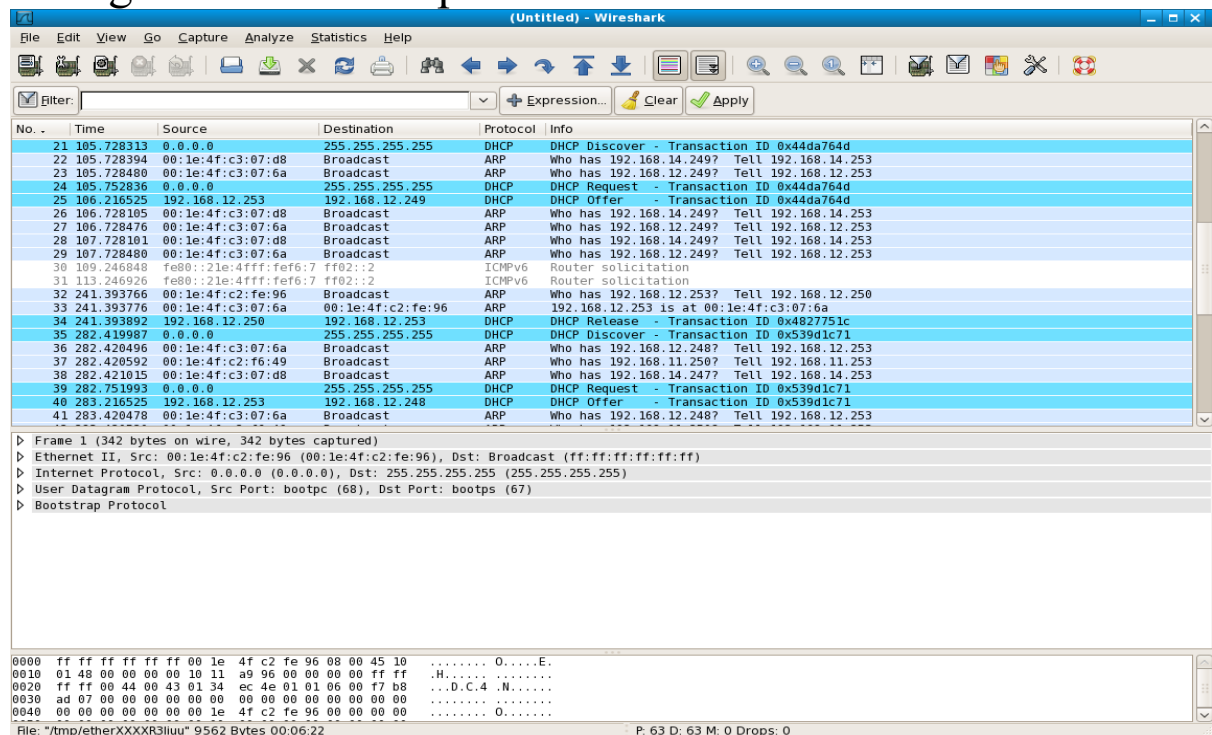 (Untitled) - Wireshark
File Edit View Go Capture Analyze Statistics Help
Filter: Expression... Clear Apply
No. . Time Source Destination Protocol Info
21 105.728313 0.0.0.0 255.255.255.255 DHCP DHCP Discover - Transaction ID 0x44da764d
22 105.728394 00:1e:4f:c3:07:d8 Broadcast ARP Who has 192.168.14.249? Tell 192.168.14.253
23 105.728480 00:1e:4f:c3:07:6a Broadcast ARP Who has 192.168.12.249? Tell 192.168.12.253
24 105.752836 0.0.0.0 255.255.255.255 DHCP DHCP Request - Transaction ID 0x44da764d
25 106.216525 192.168.12.253 192.168.12.249 DHCP DHCP Offer - Transaction ID 0x44da764d
26 106.728105 00:1e:4f:c3:07:d8 Broadcast ARP Who has 192.168.14.249? Tell 192.168.14.253
27 106.728476 00:1e:4f:c3:07:6a Broadcast ARP Who has 192.168.12.249? Tell 192.168.12.253
28 107.728101 00:1e:4f:c3:07:d8 Broadcast ARP Who has 192.168.14.249? Tell 192.168.14.253
29 107.728480 00:1e:4f:c3:07:6a Broadcast ARP Who has 192.168.12.249? Tell 192.168.12.253
30 109.246848 fe80::21e:4fff:fef6:7 ff02::2 ICMPv6 Router solicitation
31 113.246926 fe80::21e:4fff:fef6:7 ff02::2 ICMPv6 Router solicitation
32 241.393766 00:1e:4f:c2:fe:96 Broadcast ARP Who has 192.168.12.253? Tell 192.168.12.250
33 241.393776 00:1e:4f:c3:07:6a 00:1e:4f:c2:fe:96 ARP 192.168.12.253 is at 00:1e:4f:c3:07:6a
34 241.393892 192.168.12.250 192.168.12.253 DHCP DHCP Release - Transaction ID 0x4827751c
35 282.419987 0.0.0.0 255.255.255.255 DHCP DHCP Discover - Transaction ID 0x539d1c71
36 282.420496 00:1e:4f:c3:07:6a Broadcast ARP Who has 192.168.12.248? Tell 192.168.12.253
37 282.420592 00:1e:4f:c2:f6:49 Broadcast ARP Who has 192.168.11.250? Tell 192.168.11.253
38 282.421015 00:1e:4f:c3:07:d8 Broadcast ARP Who has 192.168.14.247? Tell 192.168.14.253
39 282.751993 0.0.0.0 255.255.255.255 DHCP DHCP Request - Transaction ID 0x539d1c71
40 283.216525 192.168.12.253 192.168.12.248 DHCP DHCP Offer - Transaction ID 0x539d1c71
41 283.420478 00:1e:4f:c3:07:6a Broadcast ARP Who has 192.168.12.248? Tell 192.168.12.253
Frame 1 (342 bytes on wire, 342 bytes captured)
Ethernet II, Src: 00:1e:4f:c2:fe:96 (00:1e:4f:c2:fe:96), Dst: Broadcast (ff:ff:ff:ff:ff:ff)
Internet Protocol, Src: 0.0.0.0 (0.0.0.0), Dst: 255.255.255.255 (255.255.255.255)
User Datagram Protocol, Src Port: bootpc (68), Dst Port: bootps (67)
Bootstrap Protocol
0000 ff ff ff ff ff ff 00 1e 4f c2 fe 96 08 00 45 10 ........ O.....E.
0010 01 48 00 00 00 00 10 11 a9 96 00 00 00 00 ff ff .H...... ........
0020 ff ff 00 44 00 43 01 34 ec 4e 01 01 06 00 f7 b8 ...D.C.4 .N......
0030 ad 07 00 00 00 00 00 00 00 00 00 00 00 00 00 00 ........ ........
0040 00 00 00 00 00 00 00 1e 4f c2 fe 96 00 00 00 00 ........ O.......
File: "/tmp/etherXXXXR3liuu" 9562 Bytes 00:06:22 P: 63 D: 63 M: 0 Drops: 0